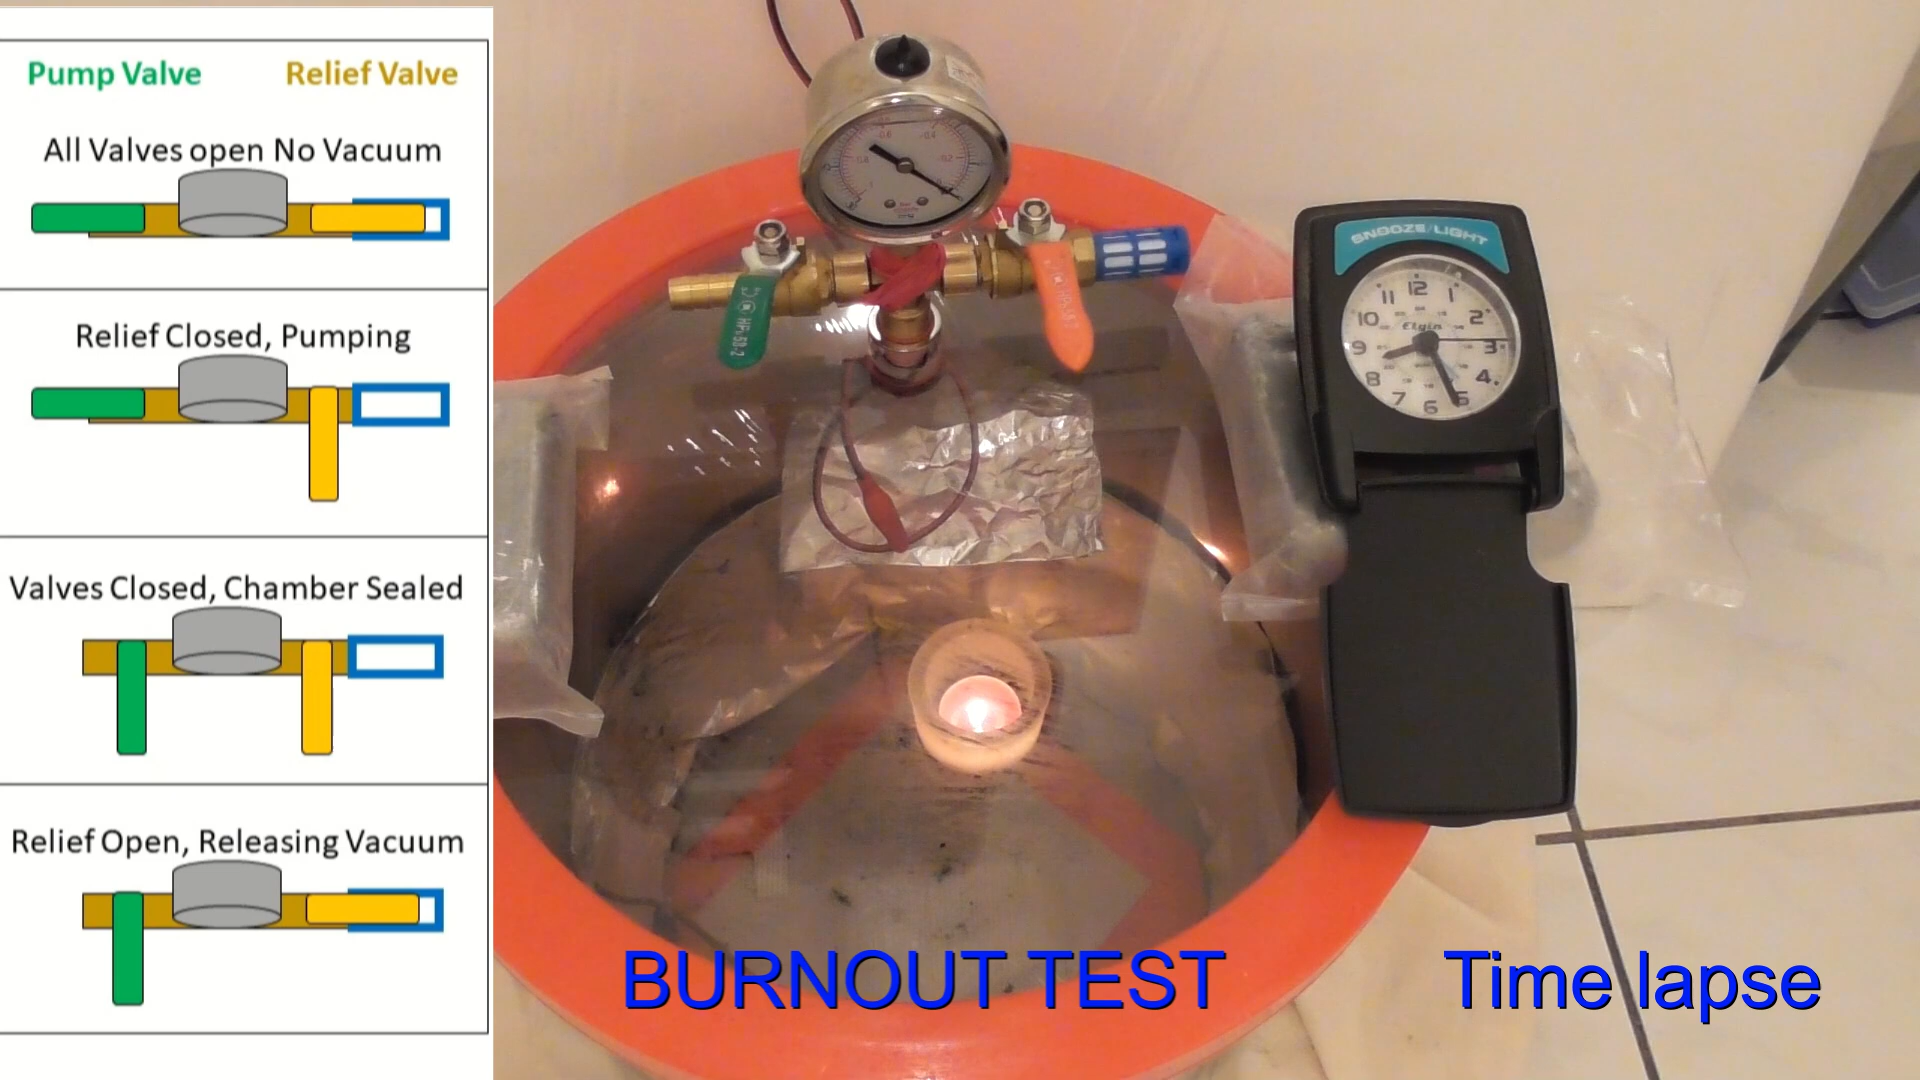 Pump Valve
Relief Valve
All Valves open No Vacuum
Relief Closed, Pumping
Valves Closed, Chamber Sealed
Relief Open, Releasing Vacuum
SNOOZE/LIGHT
12
11
1
10
2
Elgin
9
3
8
4
7
6
5
BURNOUT TEST
Time lapse